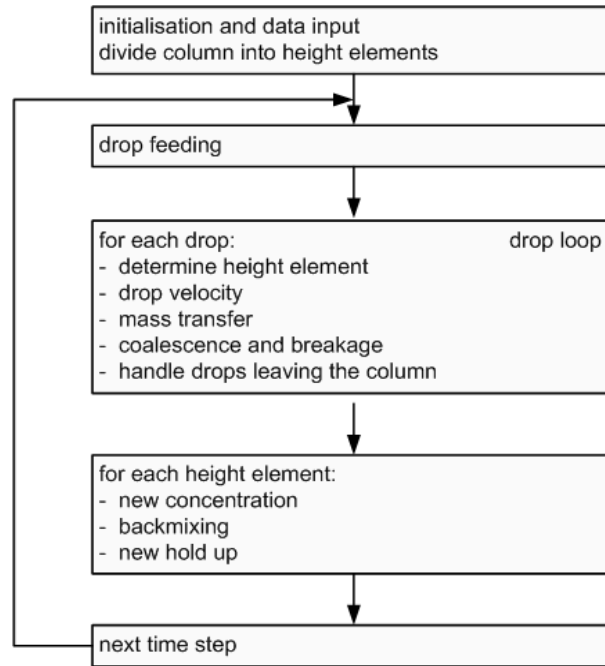 initialisation and data input
divide column into height elements
drop feeding
for each drop: drop loop
- determine height element
- drop velocity
- mass transfer
- coalescence and breakage
- handle drops leaving the column
for each height element:
- new concentration
- backmixing
- new hold up
next time step